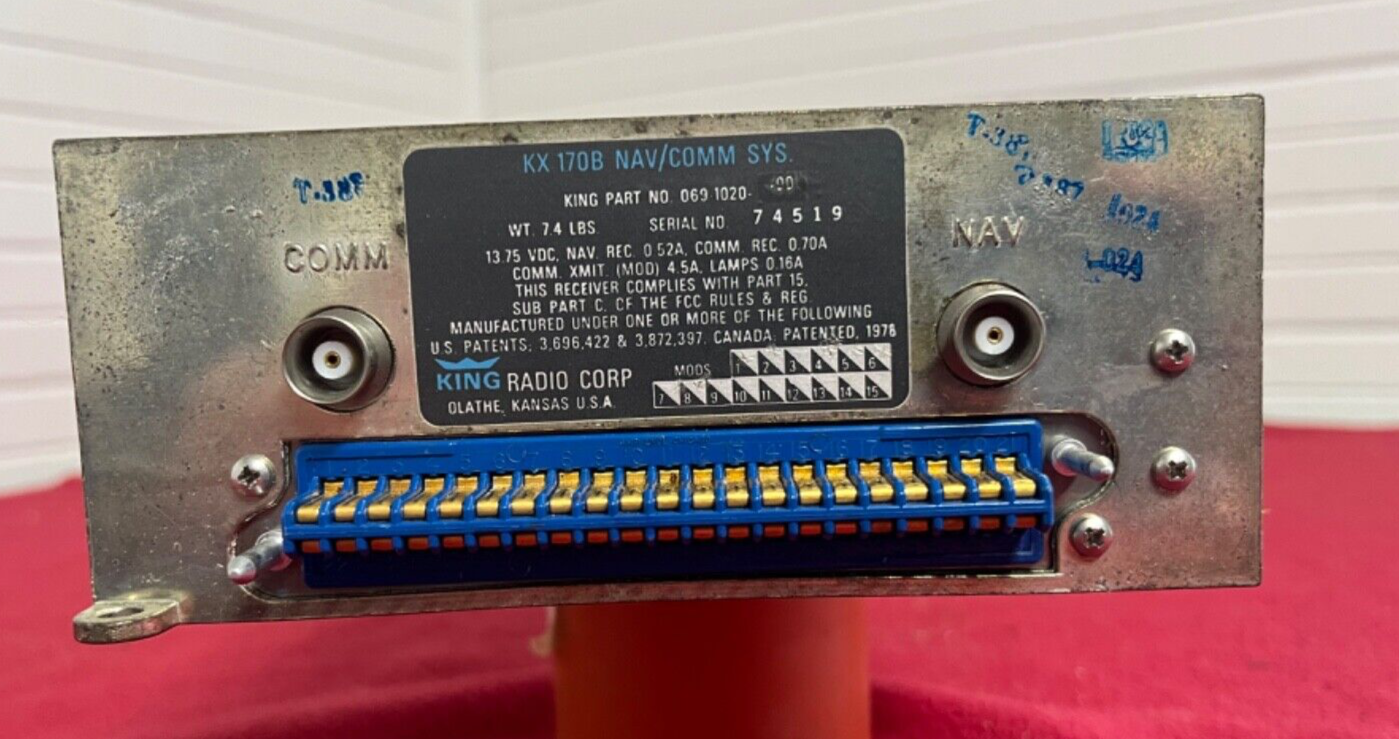 KX 170B NAV/COMM SYS.
KING PART NO. 069-1020-
WT. 7.4 LBS SERIAL NO. 74519
13.75 VDC, NAV. REC. 0.52A, COMM. REC. 0.70A
COMM. XMIT. (MOD) 4.5A, LAMPS 0.16A
THIS RECEIVER COMPLIES WITH PART 15,
SUB PART C. OF THE FCC RULES & REG.
MANUFACTURED UNDER ONE OR MORE OF THE FOLLOWING
U.S. PATENTS; 3,696,422 & 3,872,397. CANADA, PATENTED, 1978
KING RADIO CORP
OLATHE, KANSAS U.S.A.
MODS 1 2 3 4 5 6
7 8 9 10 11 12 13 14 15
COMM
NAV
1024